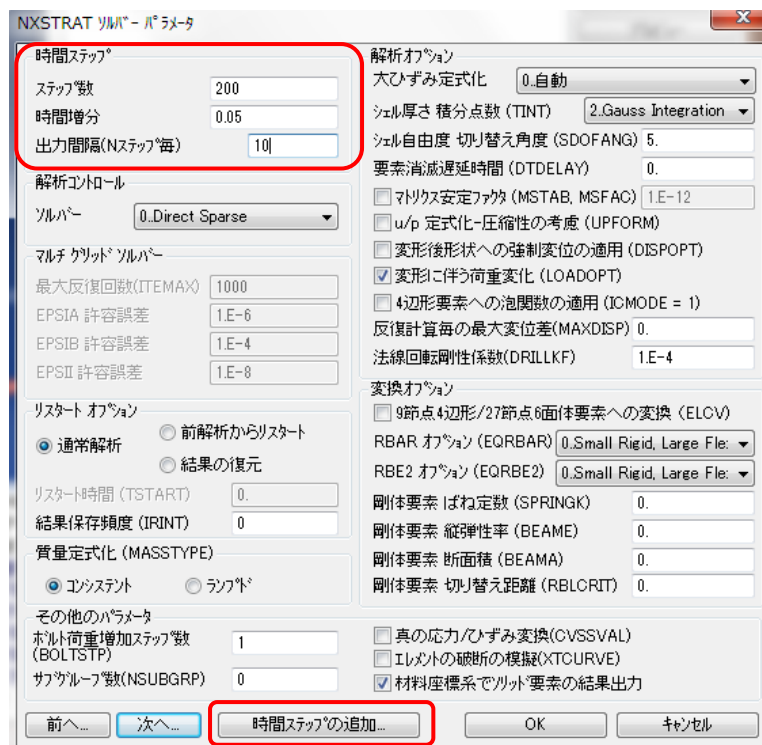 NXSTRAT ソルバー パラメータ
時間ステップ
ステップ数 200
時間増分 0.05
出力間隔(Nステップ毎) 10
解析コントロール
ソルバー 0..Direct Sparse
マルチ グリッド ソルバー
最大反復回数(ITEMAX) 1000
EPSIA 許容誤差 1.E-6
EPSIB 許容誤差 1.E-4
EPSII 許容誤差 1.E-8
リスタート オプション
通常解析
前解析からリスタート
結果の復元
リスタート時間 (TSTART) 0.
結果保存頻度 (IRINT) 0
質量定式化 (MASSTYPE)
コンシステント ランプド
解析オプション
大ひずみ定式化 0..自動
シェル厚さ 積分点数 (TINT) 2..Gauss Integration
シェル自由度 切り替え角度 (SDOFANG) 5.
要素消滅遅延時間 (DTDELAY) 0.
マトリクス安定ファクタ (MSTAB, MSFAC) 1.E-12
u/p 定式化-圧縮性の考慮 (UPFORM)
変形後形状への強制変位の適用 (DISPOPT)
変形に伴う荷重変化 (LOADOPT)
4辺形要素への泡関数の適用 (ICMODE = 1)
反復計算毎の最大変位差(MAXDISP) 0.
法線回転剛性係数(DRILLKF) 1.E-4
変換オプション
9節点4辺形/27節点6面体要素への変換 (ELCV)
RBAR オプション (EQRBAR) 0..Small Rigid, Large Fle:
RBE2 オプション (EQRBE2) 0..Small Rigid, Large Fle:
剛体要素 ばね定数 (SPRINGK) 0.
剛体要素 縦弾性率 (BEAME) 0.
剛体要素 断面積 (BEAMA) 0.
剛体要素 切り替え距離 (RBLCRIT) 0.
その他のパラメータ
ボルト荷重増加ステップ数
(BOLTSTP) 1
サブグループ数(NSUBGRP) 0
真の応力/ひずみ変換(CVSSVAL)
エレメントの破断の模擬(XTCURVE)
材料座標系でソリッド要素の結果出力
前へ... 次へ... 時間ステップの追加... OK キャンセル